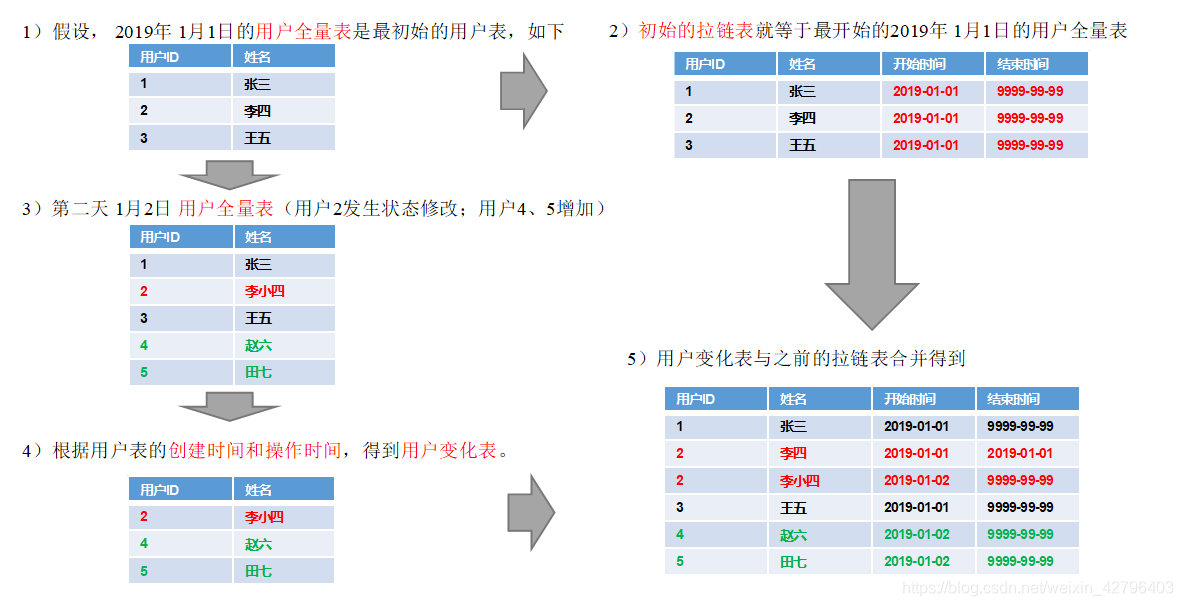 1）假设， 2019年 1月1日的用户全量表是最初始的用户表，如下
用户ID 姓名
1 张三
2 李四
3 王五
2）初始的拉链表就等于最开始的2019年 1月1日的用户全量表
用户ID 姓名 开始时间 结束时间
1 张三 2019-01-01 9999-99-99
2 李四 2019-01-01 9999-99-99
3 王五 2019-01-01 9999-99-99
3）第二天 1月2日 用户全量表（用户2发生状态修改；用户4、5增加）
用户ID 姓名
1 张三
2 李小四
3 王五
4 赵六
5 田七
4）根据用户表的创建时间和操作时间，得到用户变化表。
用户ID 姓名
2 李小四
4 赵六
5 田七
5）用户变化表与之前的拉链表合并得到
用户ID 姓名 开始时间 结束时间
1 张三 2019-01-01 9999-99-99
2 李四 2019-01-01 2019-01-01
2 李小四 2019-01-02 9999-99-99
3 王五 2019-01-01 9999-99-99
4 赵六 2019-01-02 9999-99-99
5 田七 2019-01-02 9999-99-99
https://blog.csdn.net/weixin_42796403